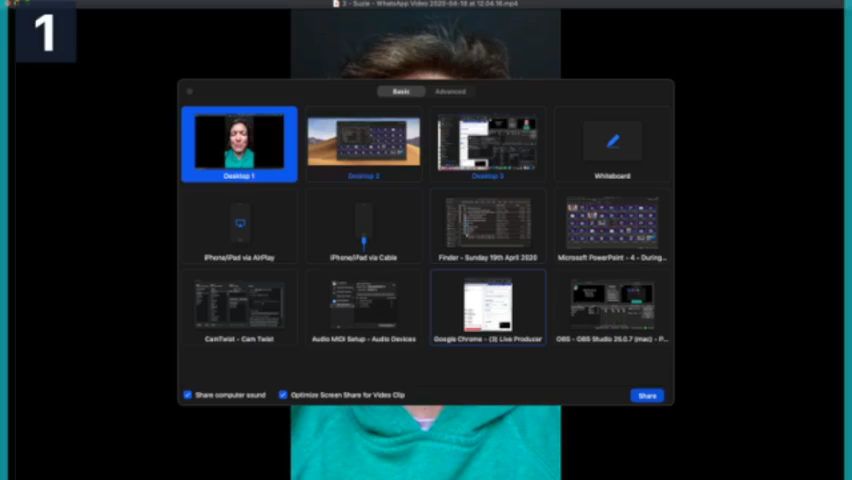 3 - Suzie - WhatsApp Video 2020-04-16 at 12.04.16.mp4
1
Basic
Advanced
Desktop 1
Desktop 2
Desktop 3
Whiteboard
iPhone/iPad via AirPlay
iPhone/iPad via Cable
Finder - Sunday 19th April 2020
Microsoft PowerPoint - 4 - During...
CamTwist - Cam Twist
Audio MIDI Setup - Audio Devices
Google Chrome - (3) Live Producer
OBS - OBS Studio 25.0.7 (mac) - P...
Share computer sound
Optimize Screen Share for Video Clip
Share